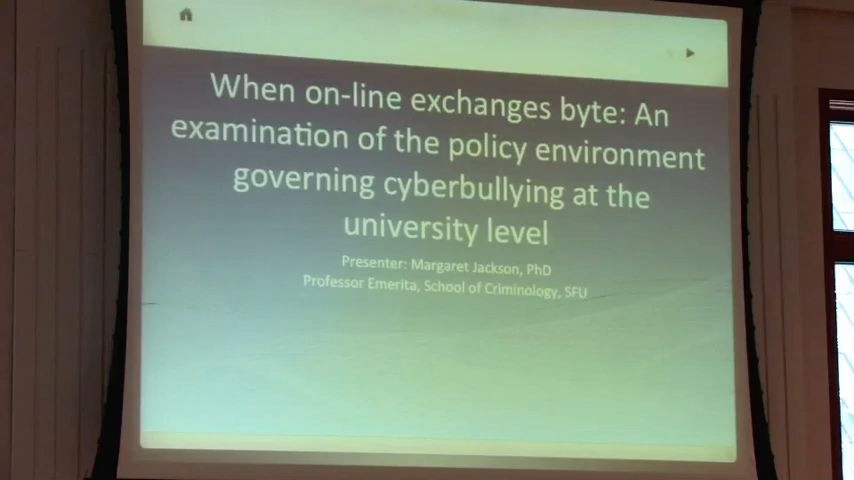 When on-line exchanges byte: An
examination of the policy environment
governing cyberbullying at the
university level
Presenter: Margaret Jackson, PhD
Professor Emerita, School of Criminology, SFU